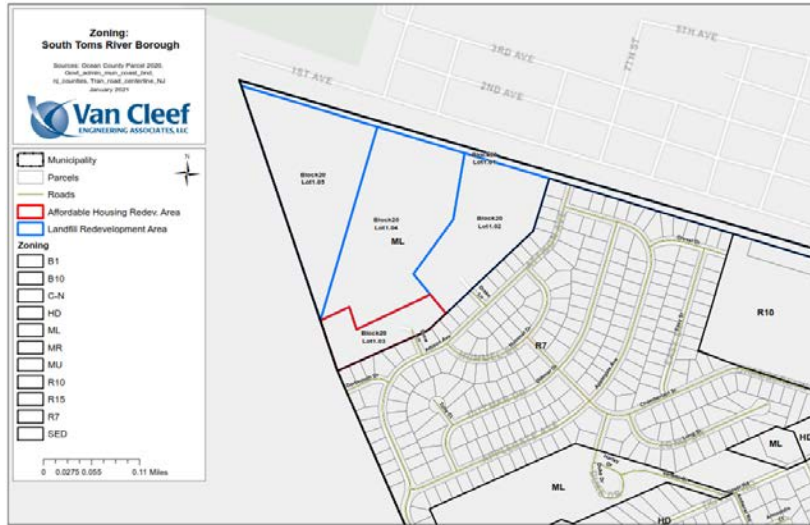 Zoning:
South Toms River Borough
Sources: Ocean County Parcel 2020,
January 2021
Van Cleef
ENGINEERING ASSOCIATES, LLC
N
Municipality
Parcels
Roads
Affordable Housing Redev. Area
Landfill Redevelopment Area
Zoning
B1
B10
C-N
HD
ML
MR
MU
R10
R15
R7
SED
0 0.0275 0.055 0.11 Miles
5TH AVE
7TH ST
3RD AVE
1ST AVE
2ND AVE
Block20
Lot1.01
Block20
Lot1.05
Block20
Lot1.04
ML
Block20
Lot1.02
Block20
Lot1.03
R10
R7
ML
HD
ML
HD